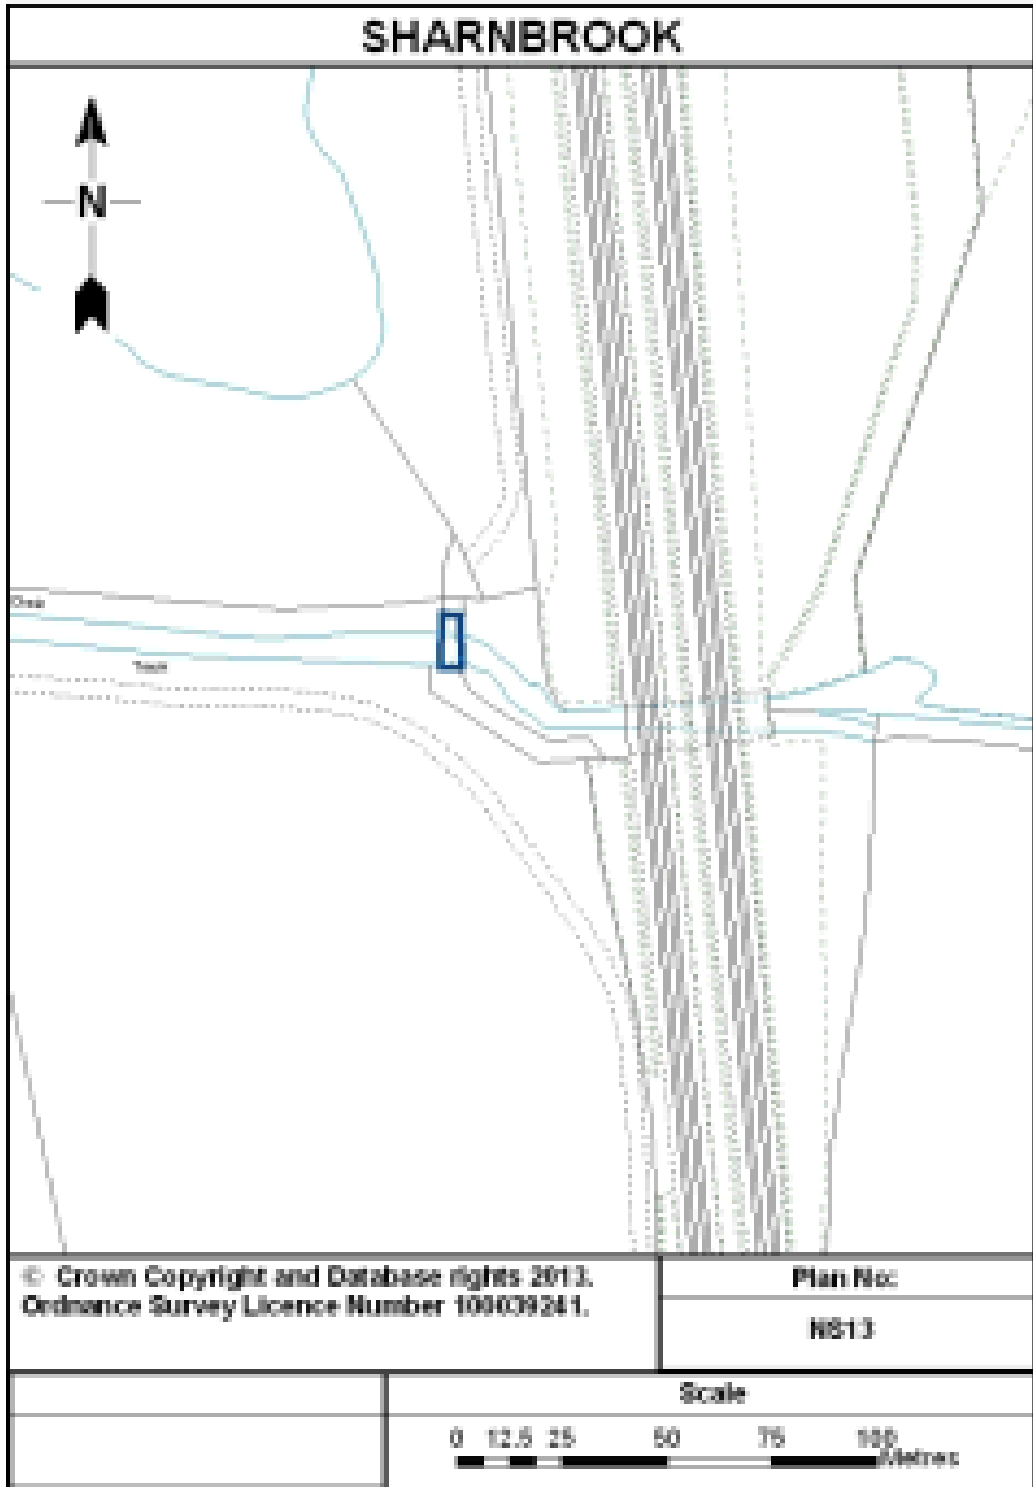 SHARNBROOK
N
Drain
Track
© Crown Copyright and Database rights 2013.
Ordnance Survey Licence Number 100039241.
Plan No:
NS13
Scale
0 12.5 25 50 75 100
Metres